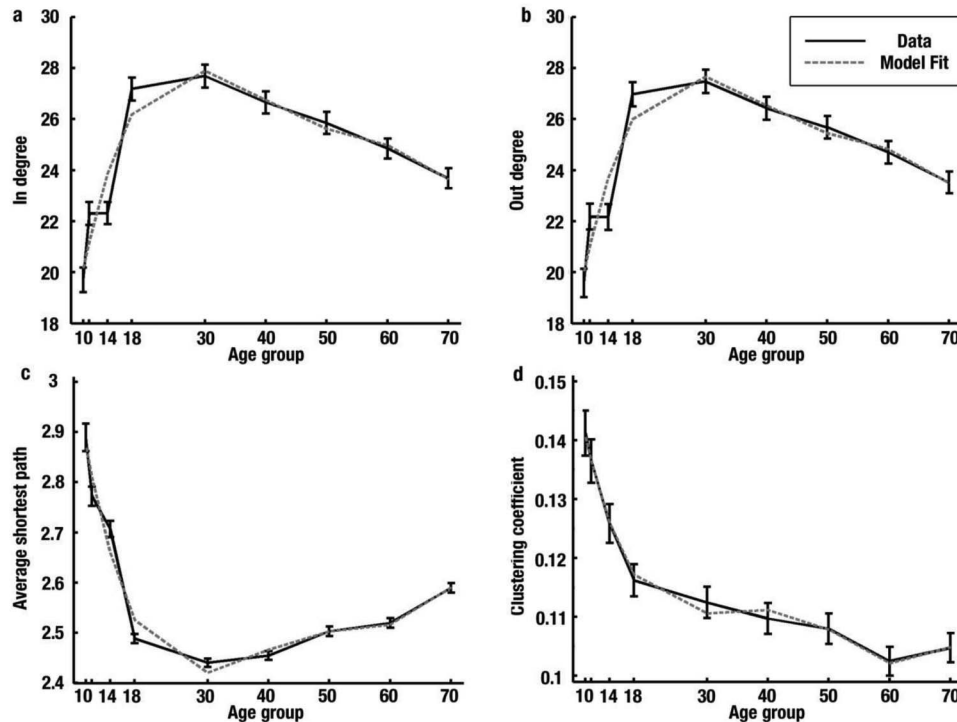 a
In degree
30
28
26
24
22
20
18
10 14 18 30 40 50 60 70
Age group
b
Out degree
30
28
26
24
22
20
18
10 14 18 30 40 50 60 70
Age group
Data
Model Fit
c
Average shortest path
3
2.9
2.8
2.7
2.6
2.5
2.4
10 14 18 30 40 50 60 70
Age group
d
Clustering coefficient
0.15
0.14
0.13
0.12
0.11
0.1
10 14 18 30 40 50 60 70
Age group